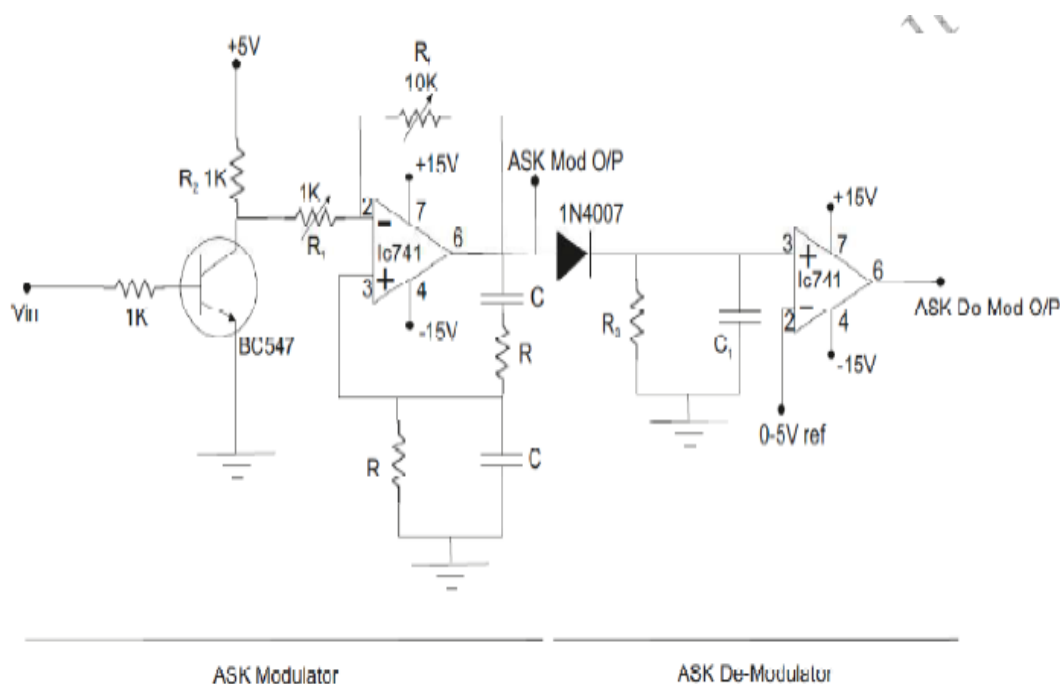 +5V
R₂ 1K
Vin
1K
BC547
1K
R₁
10K
+15V
2
7
Ic741
6
3
4
-15V
ASK Mod O/P
C
R
R
C
1N4007
R₃
C₁
+15V
3
7
Ic741
6
2
4
-15V
0-5V ref
ASK Do Mod O/P
ASK Modulator
ASK De-Modulator